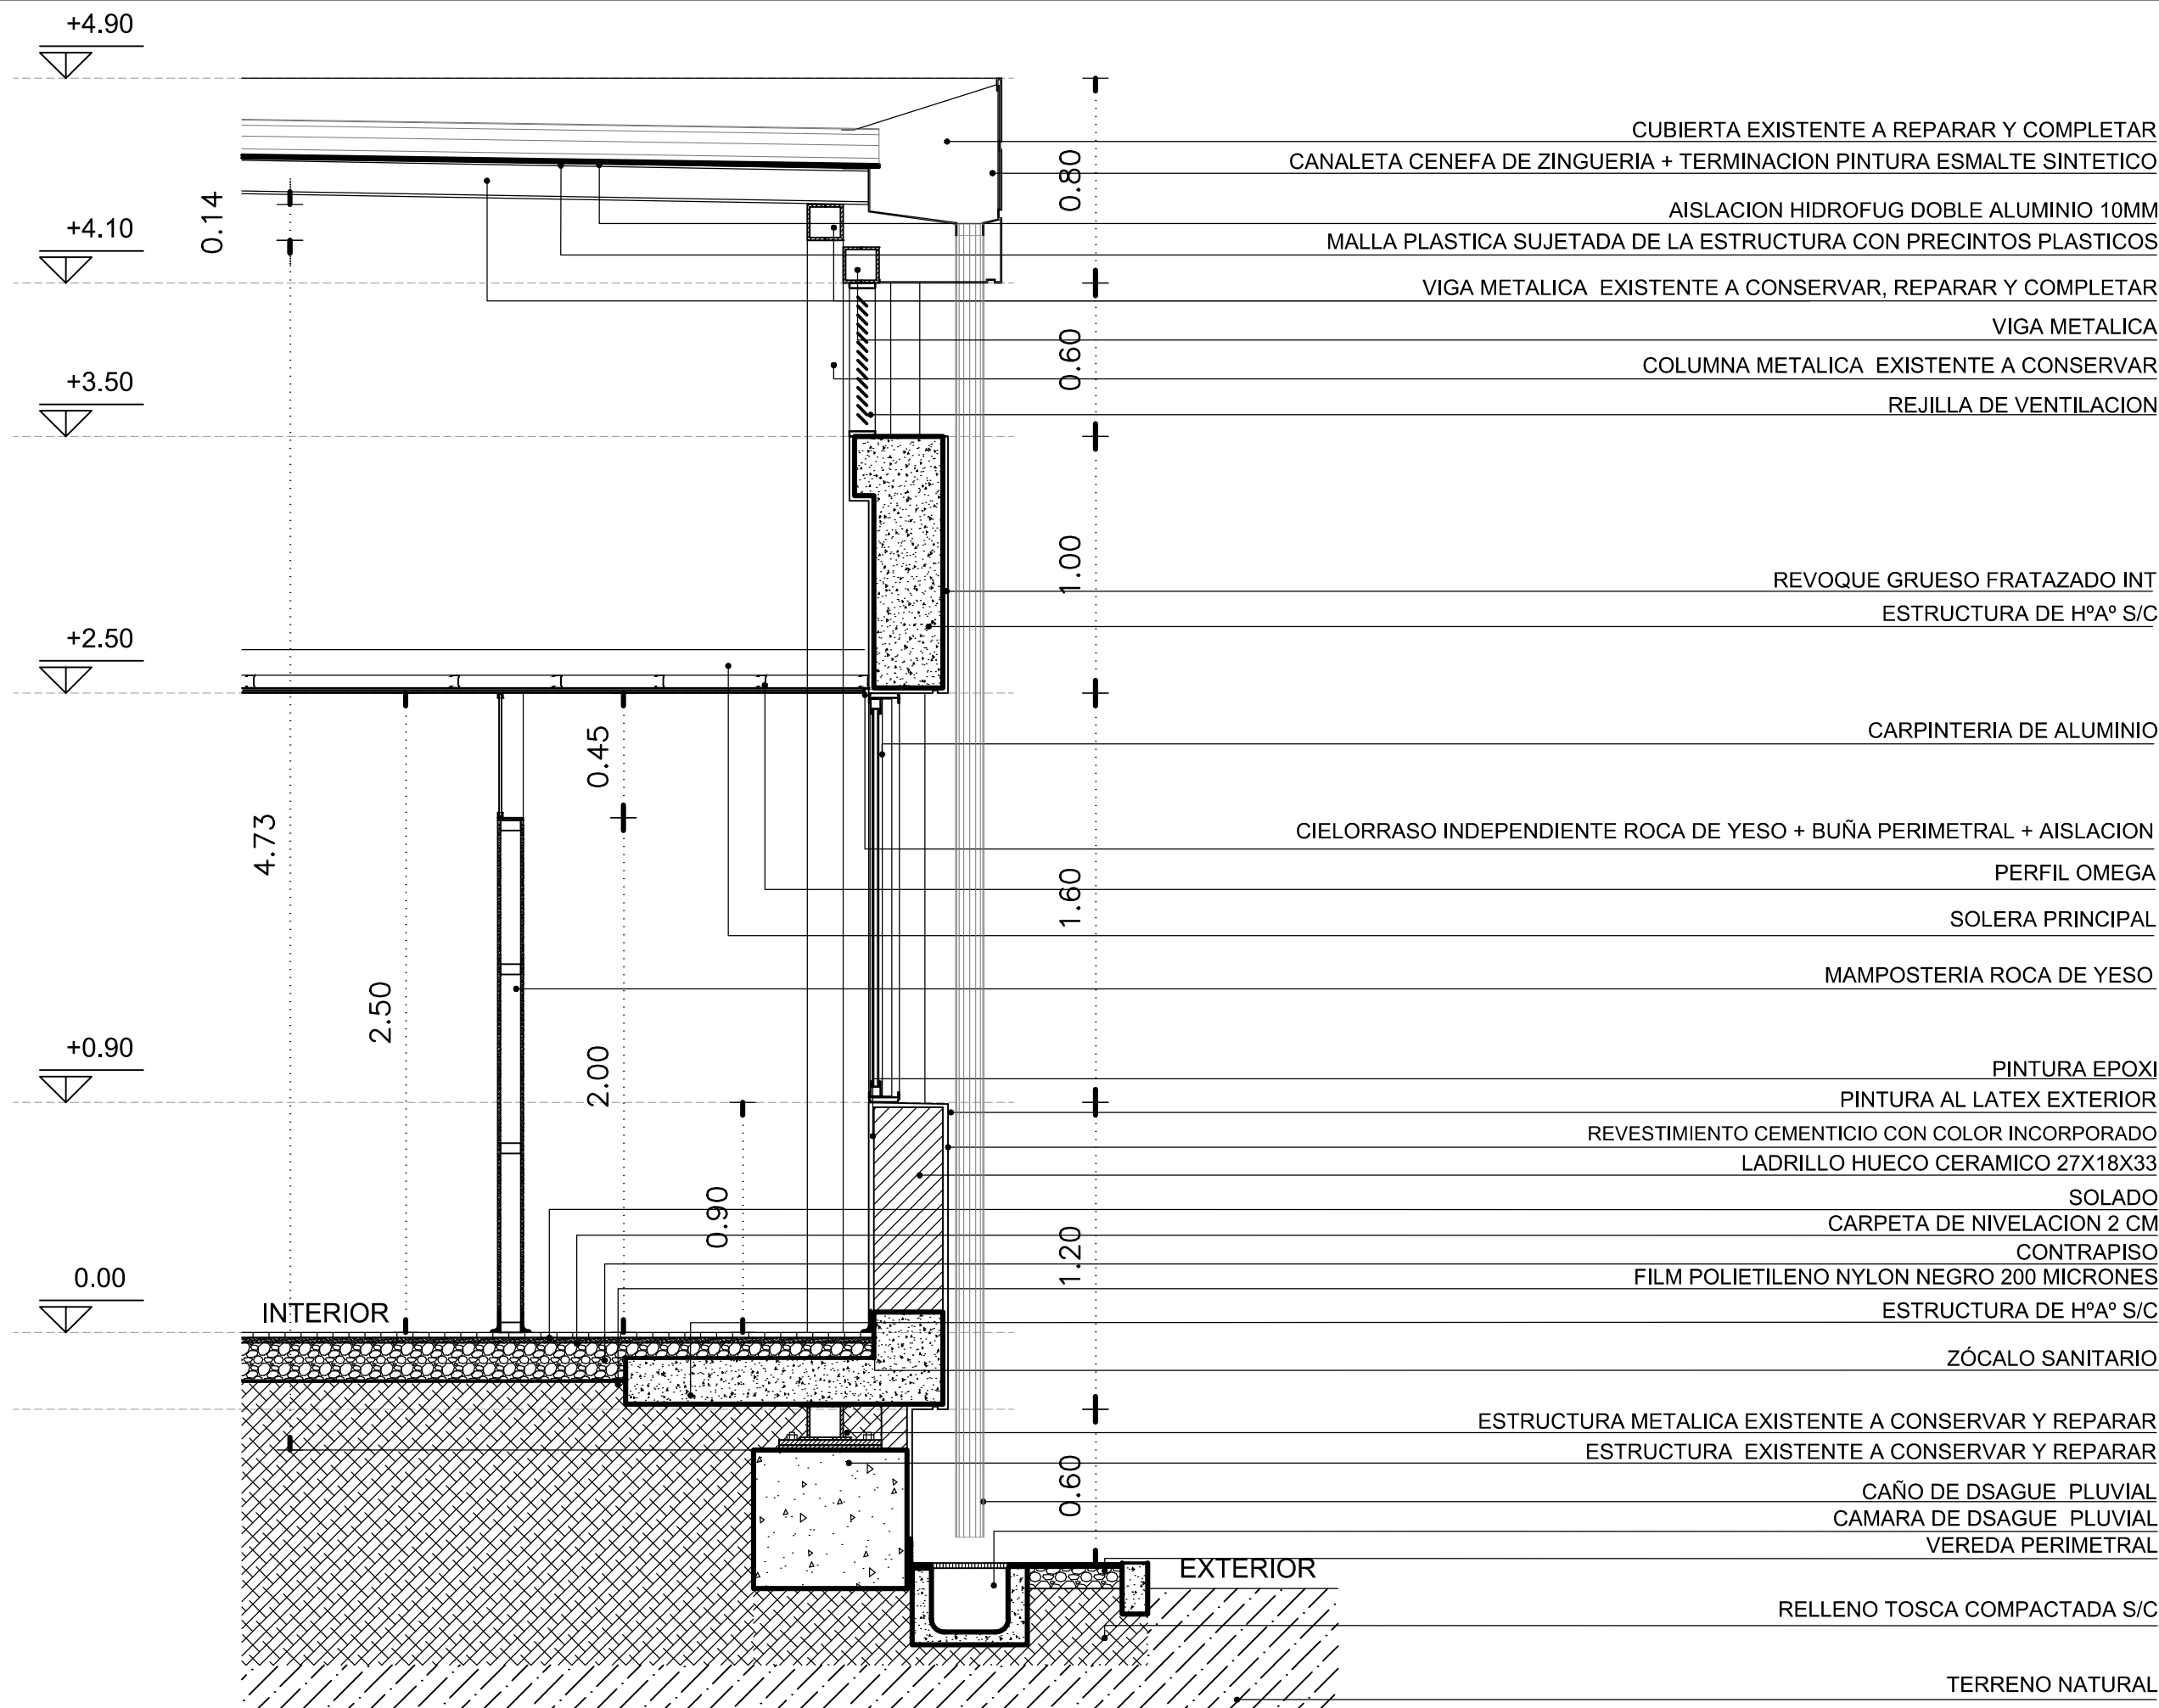 +4.90
CUBIERTA EXISTENTE A REPARAR Y COMPLETAR
CANALETA CENEFA DE ZINGUERIA + TERMINACION PINTURA ESMALTE SINTETICO
0.80
0.14
+4.10
AISLACION HIDROFUG DOBLE ALUMINIO 10MM
MALLA PLASTICA SUJETADA DE LA ESTRUCTURA CON PRECINTOS PLASTICOS
VIGA METALICA EXISTENTE A CONSERVAR, REPARAR Y COMPLETAR
VIGA METALICA
0.60
COLUMNA METALICA EXISTENTE A CONSERVAR
+3.50
REJILLA DE VENTILACION
1.00
REVOQUE GRUESO FRATAZADO INT
ESTRUCTURA DE HºAº S/C
+2.50
CARPINTERIA DE ALUMINIO
0.45
CIELORRASO INDEPENDIENTE ROCA DE YESO + BUÑA PERIMETRAL + AISLACION
4.73
PERFIL OMEGA
1.60
SOLERA PRINCIPAL
MAMPOSTERIA ROCA DE YESO
2.50
+0.90
2.00
PINTURA EPOXI
PINTURA AL LATEX EXTERIOR
REVESTIMIENTO CEMENTICIO CON COLOR INCORPORADO
LADRILLO HUECO CERAMICO 27X18X33
0.90
SOLADO
CARPETA DE NIVELACION 2 CM
1.20
CONTRAPISO
0.00
FILM POLIETILENO NYLON NEGRO 200 MICRONES
INTERIOR
ESTRUCTURA DE HºAº S/C
ZÓCALO SANITARIO
ESTRUCTURA METALICA EXISTENTE A CONSERVAR Y REPARAR
ESTRUCTURA EXISTENTE A CONSERVAR Y REPARAR
0.60
CAÑO DE DSAGUE PLUVIAL
CAMARA DE DSAGUE PLUVIAL
VEREDA PERIMETRAL
EXTERIOR
RELLENO TOSCA COMPACTADA S/C
TERRENO NATURAL